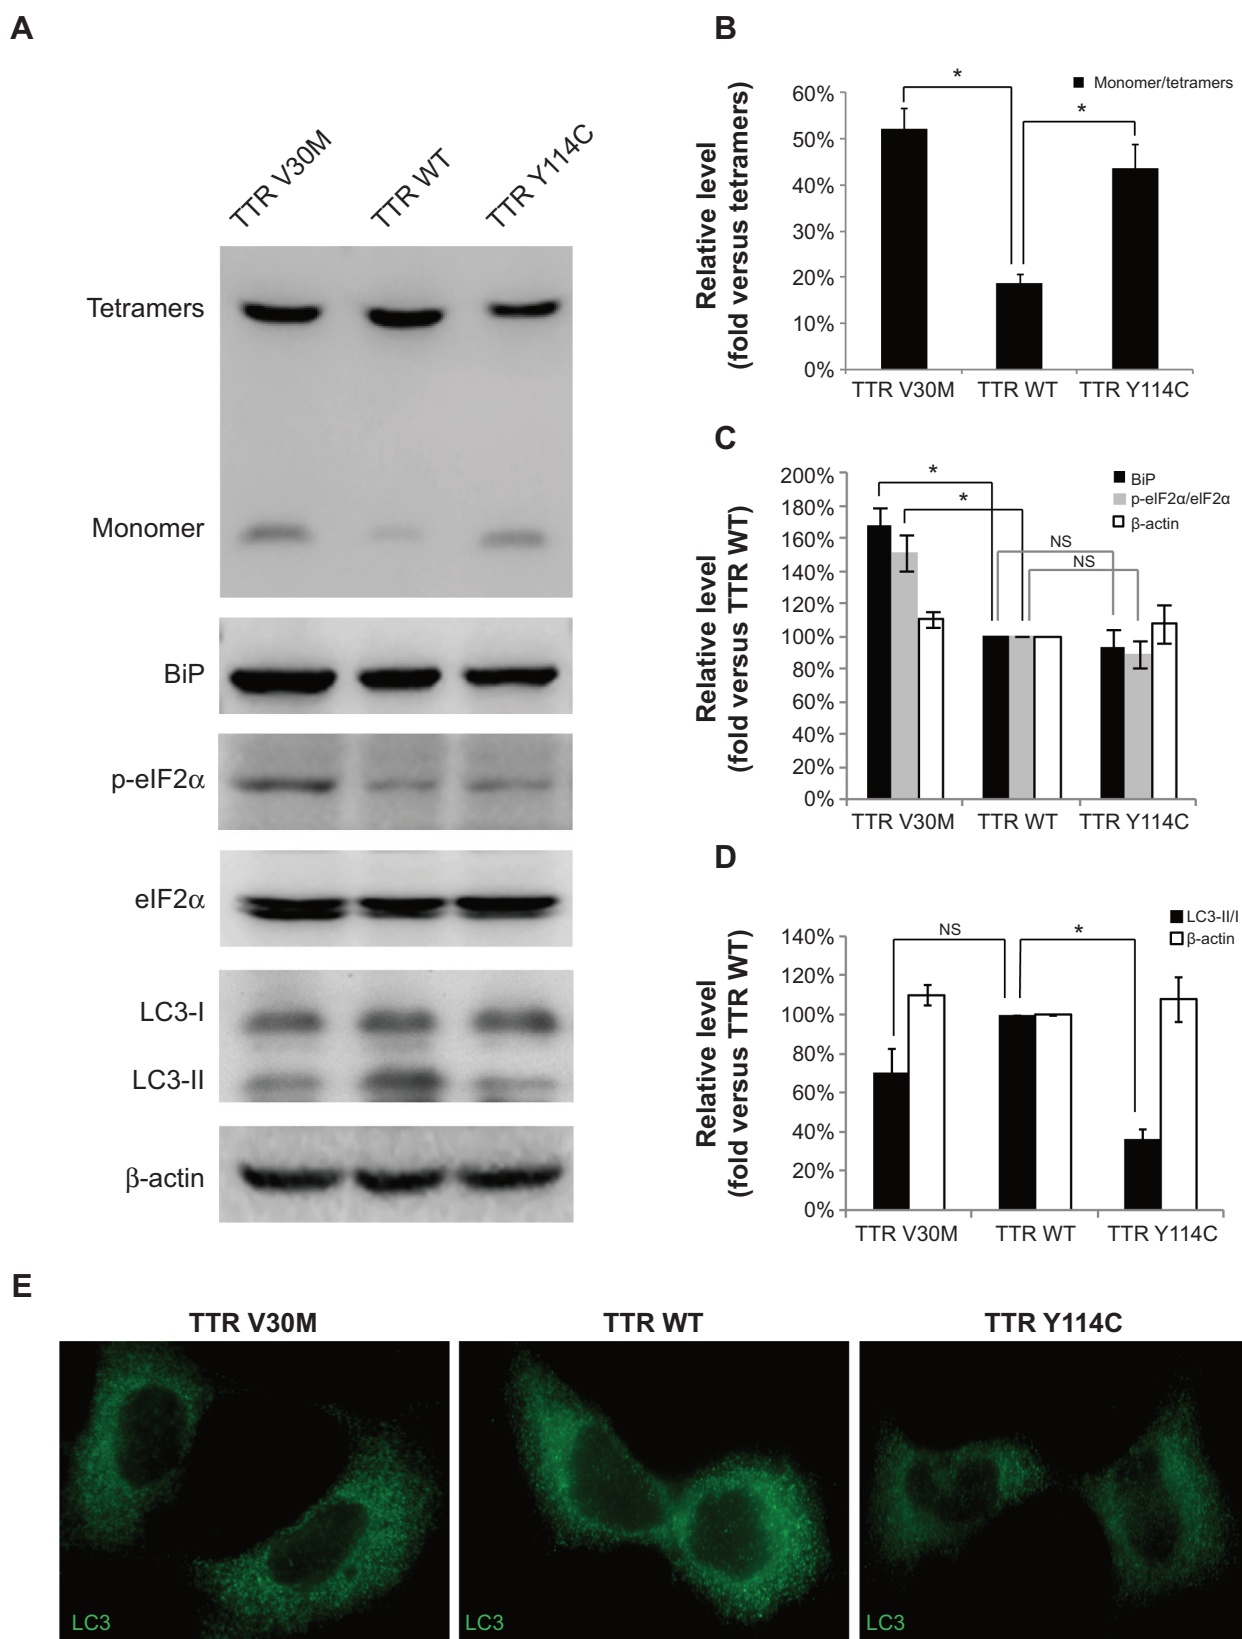 A
TTR V30M
TTR WT
TTR Y114C
Tetramers
Monomer
BiP
p-eIF2α
eIF2α
LC3-I
LC3-II
β-actin
B
Monomer/tetramers
Relative level
(fold versus tetramers)
60%
50%
40%
30%
20%
10%
0%
*
*
TTR V30M
TTR WT
TTR Y114C
C
BiP
p-eIF2α/eIF2α
β-actin
Relative level
(fold versus TTR WT)
200%
180%
160%
140%
120%
100%
80%
60%
40%
20%
0%
*
*
NS
NS
TTR V30M
TTR WT
TTR Y114C
D
LC3-II/I
β-actin
Relative level
(fold versus TTR WT)
140%
120%
100%
80%
60%
40%
20%
0%
NS
*
TTR V30M
TTR WT
TTR Y114C
E
TTR V30M
TTR WT
TTR Y114C
LC3
LC3
LC3